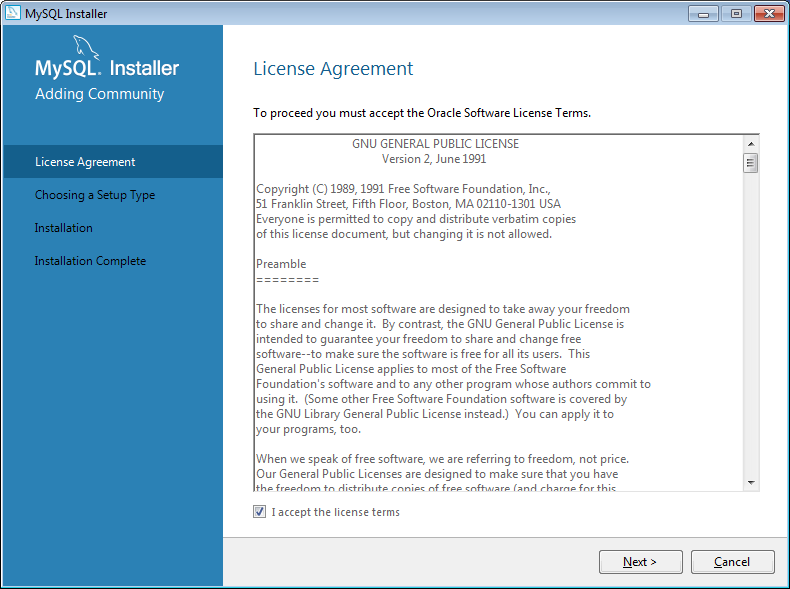 MySQL Installer
MySQL. Installer
Adding Community
License Agreement
Choosing a Setup Type
Installation
Installation Complete
License Agreement
To proceed you must accept the Oracle Software License Terms.
GNU GENERAL PUBLIC LICENSE
Version 2, June 1991
Copyright (C) 1989, 1991 Free Software Foundation, Inc.,
51 Franklin Street, Fifth Floor, Boston, MA 02110-1301 USA
Everyone is permitted to copy and distribute verbatim copies
of this license document, but changing it is not allowed.
Preamble
========
The licenses for most software are designed to take away your freedom
to share and change it.  By contrast, the GNU General Public License is
intended to guarantee your freedom to share and change free
software--to make sure the software is free for all its users.  This
General Public License applies to most of the Free Software
Foundation's software and to any other program whose authors commit to
using it.  (Some other Free Software Foundation software is covered by
the GNU Library General Public License instead.)  You can apply it to
your programs, too.
When we speak of free software, we are referring to freedom, not price.
Our General Public Licenses are designed to make sure that you have
the freedom to distribute copies of free software (and charge for this
I accept the license terms
Next >
Cancel